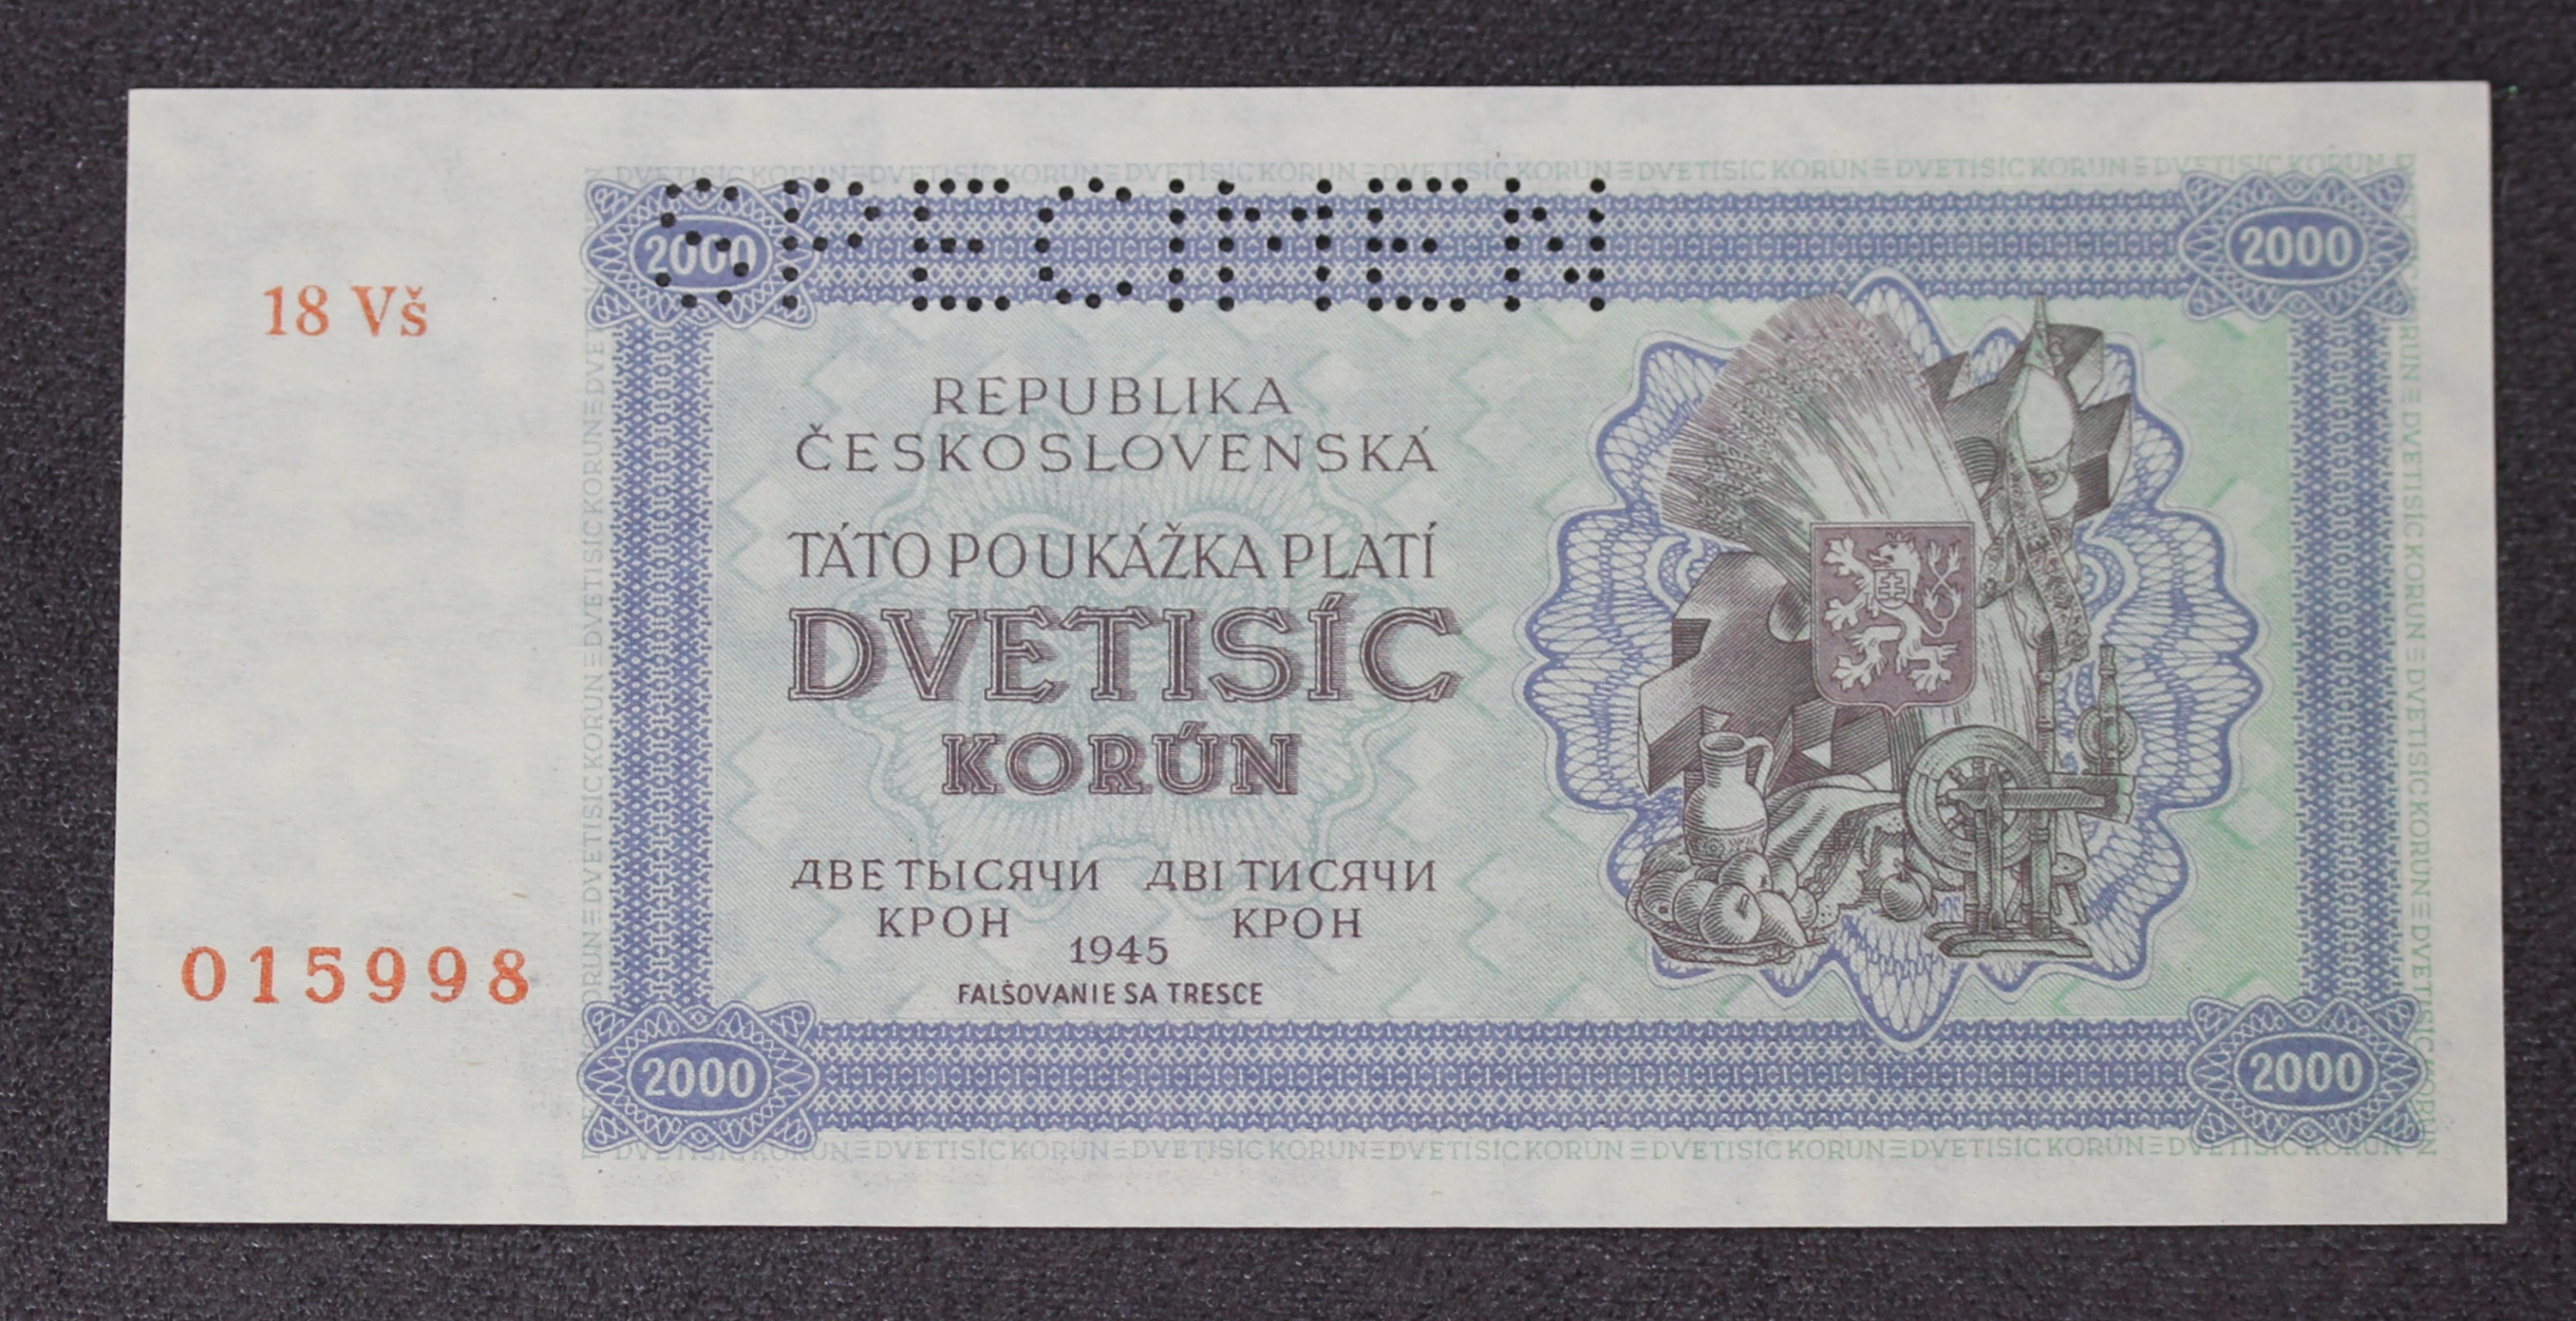 DVETISÍC KORÚN = DVETISÍC KORÚN = DVETISÍC KORÚN = DVETISÍC KORÚN = DVETISÍC KORÚN = DVETISÍC KORÚN = DVETISÍC KORÚN
SPECIMEN
2000 2000
18 Vš
REPUBLIKA
ČESKOSLOVENSKÁ
TÁTO POUKÁŽKA PLATÍ
DVETISÍC
KORÚN
ДВЕ ТЫСЯЧИ ДВІ ТИСЯЧИ
КРОН КРОН
1945
FALŠOVANIE SA TRESCE
015998
2000 2000
DVETISÍC KORÚN = DVETISÍC KORÚN = DVETISÍC KORÚN = DVETISÍC KORÚN = DVETISÍC KORÚN = DVETISÍC KORÚN = DVETISÍC KORÚN